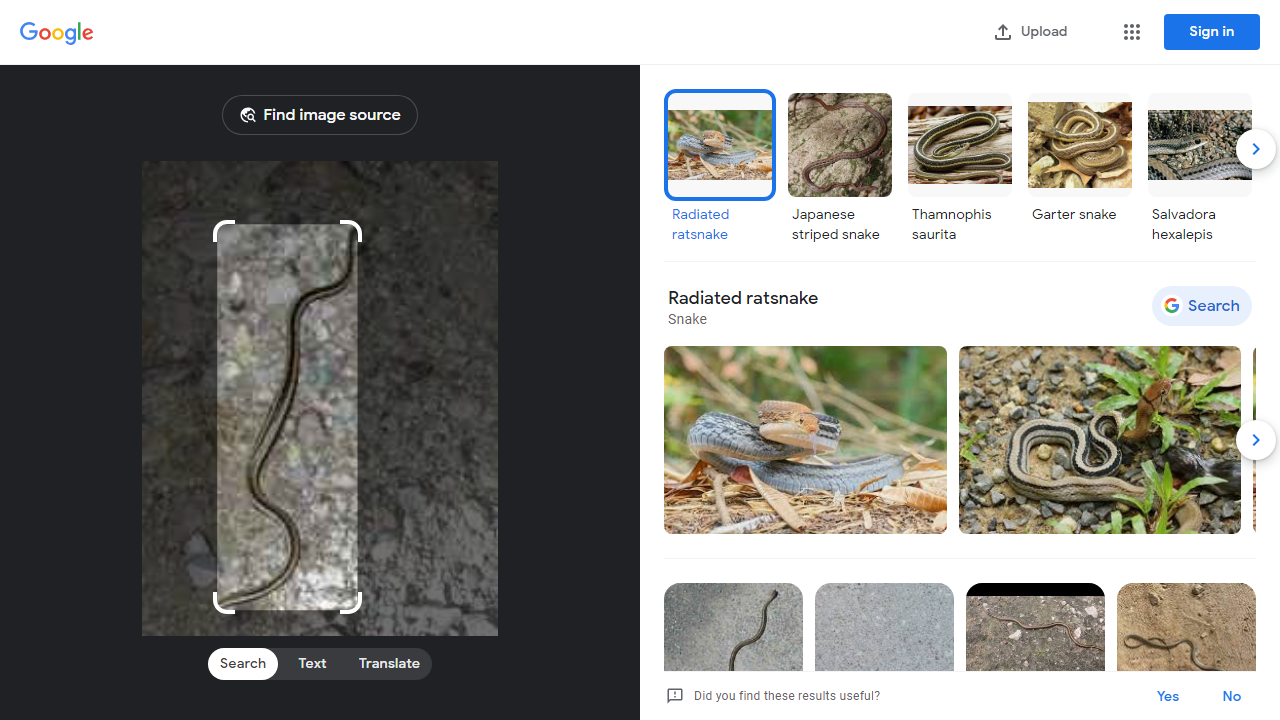 Google
Upload
Sign in
Find image source
Search
Text
Translate
Radiated
ratsnake
Japanese
striped snake
Thamnophis
saurita
Garter snake
Salvadora
hexalepis
Radiated ratsnake
Snake
Search
Did you find these results useful?
Yes
No